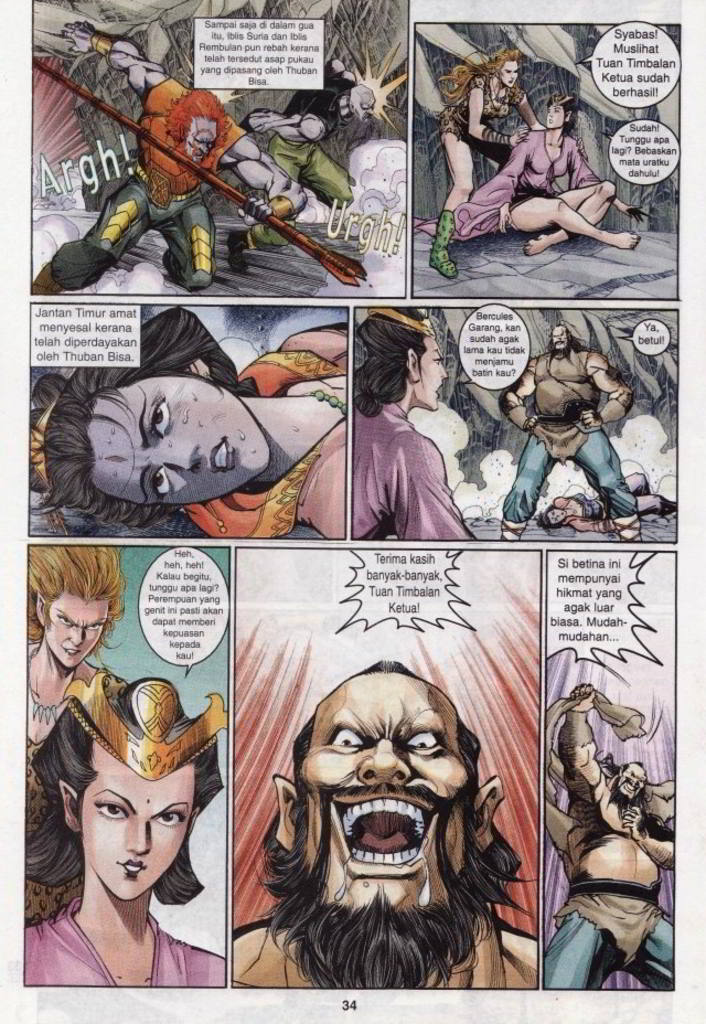 Sampai saja di dalam gua
itu, Iblis Suria dan Iblis
Rembulan pun rebah kerana
telah tersedut asap puaka
yang dipasang oleh Thuban
Bisa.
Argh!
Urgh!
Syabas!
Muslihat
Tuan Timbalan
Ketua sudah
berhasil!
Sudah!
Tunggu apa
lagi? Bebaskan
mata uratku
dahulu!
Jantan Timur amat
menyesal kerana
telah diperdayakan
oleh Thuban Bisa.
Bercules
Garang, kan
sudah agak
lama kau tidak
menjamu
batin kau?
Ya,
betul!
Heh,
heh, heh!
Kalau begitu,
tunggu apa lagi?
Perempuan yang
genit ini pasti akan
dapat memberi
kepuasan
kepada
kau!
Terima kasih
banyak-banyak,
Tuan Timbalan
Ketua!
Si betina ini
mempunyai
hikmat
yang
agak luar
biasa. Mudah-
mudahan...
34